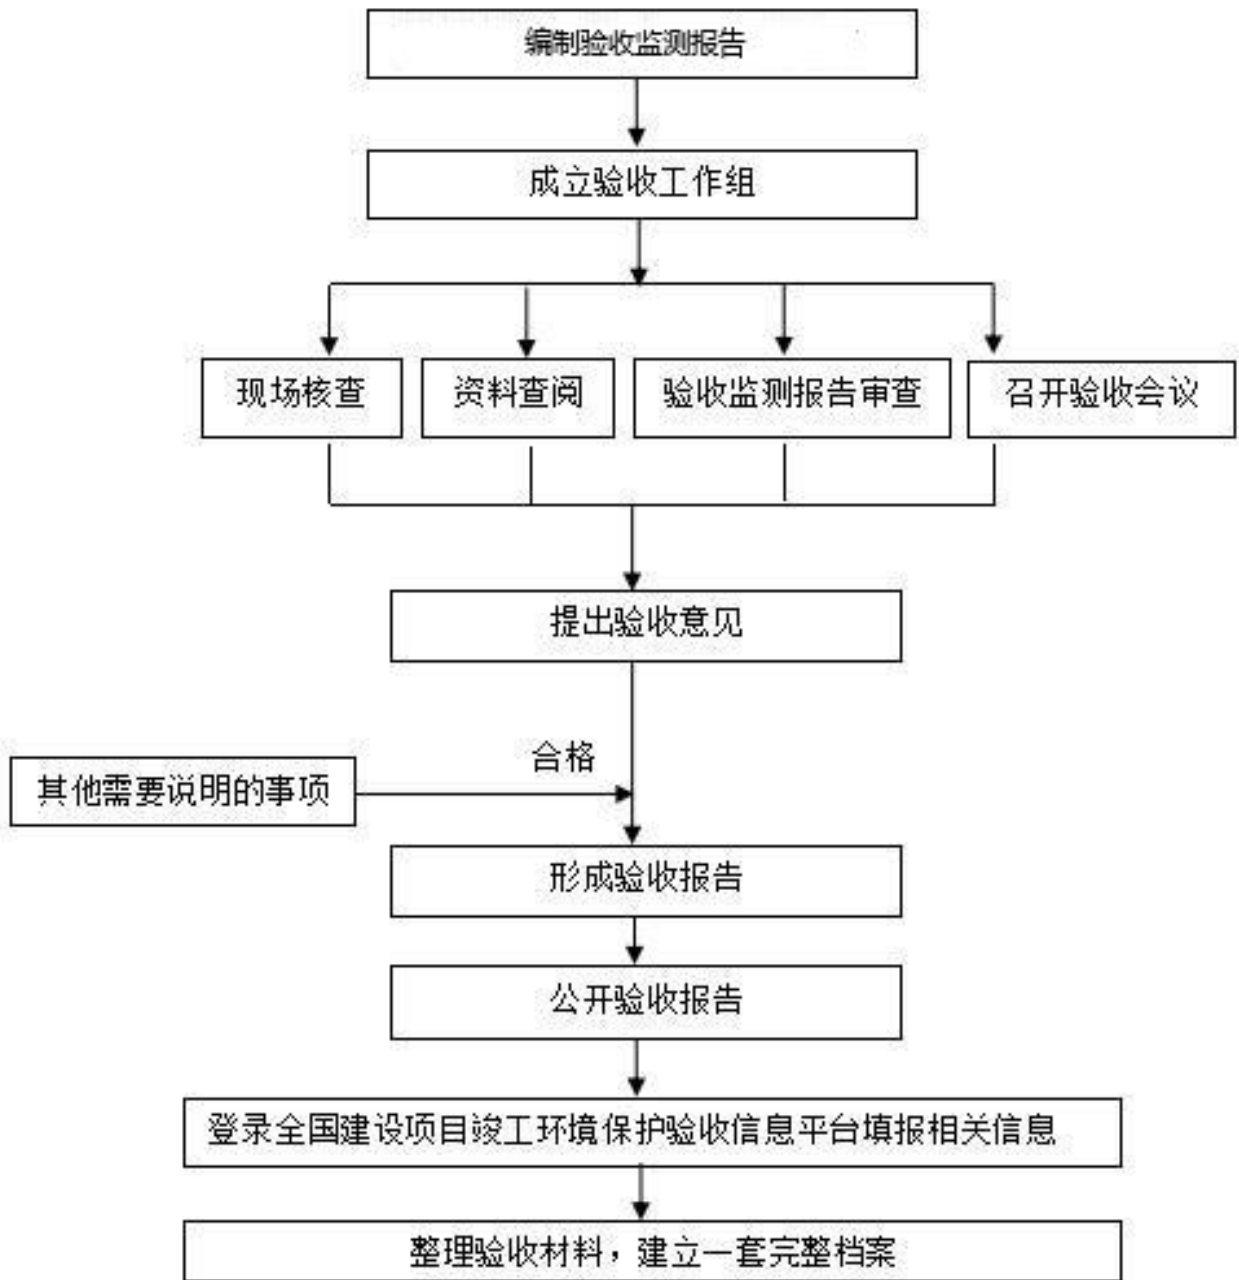 编制验收监测报告
成立验收工作组
现场核查
资料查阅
验收监测报告审查
召开验收会议
提出验收意见
合格
其他需要说明的事项
形成验收报告
公开验收报告
登录全国建设项目竣工环境保护验收信息平台填报相关信息
整理验收材料，建立一套完整档案